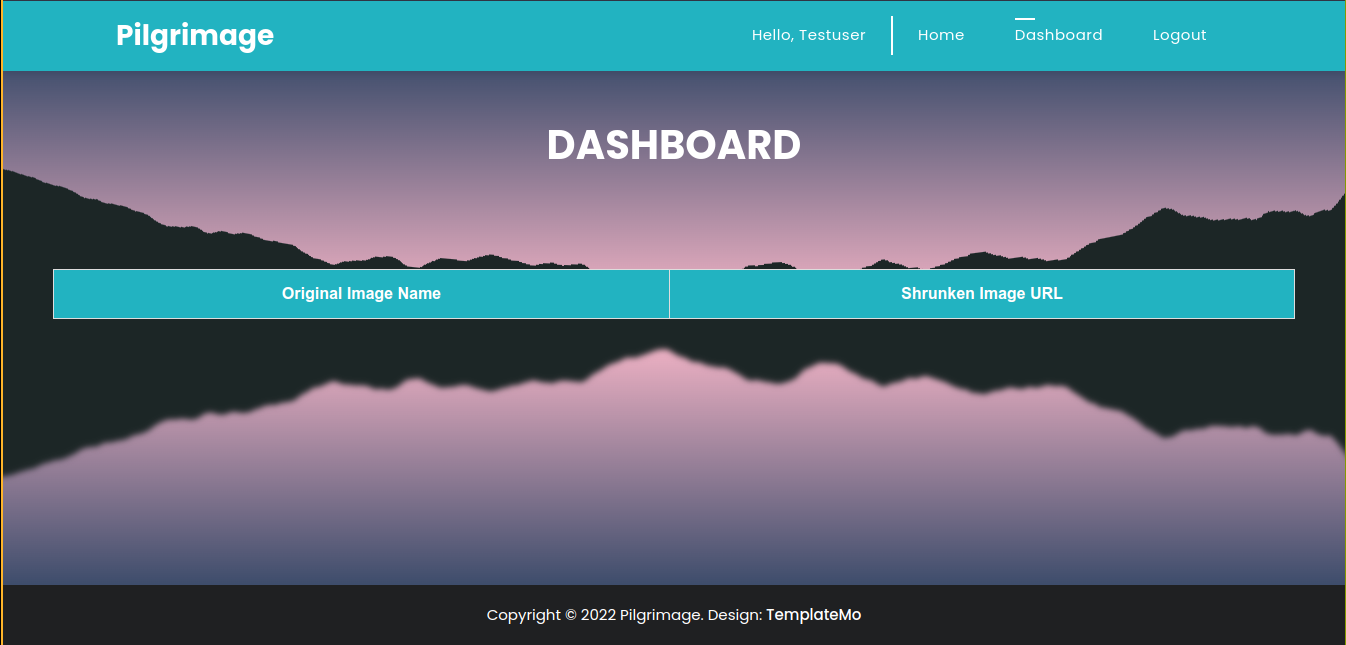 Pilgrimage
Hello, Testuser
Home
Dashboard
Logout
DASHBOARD
Original Image Name
Shrunken Image URL
Copyright © 2022 Pilgrimage. Design: TemplateMo